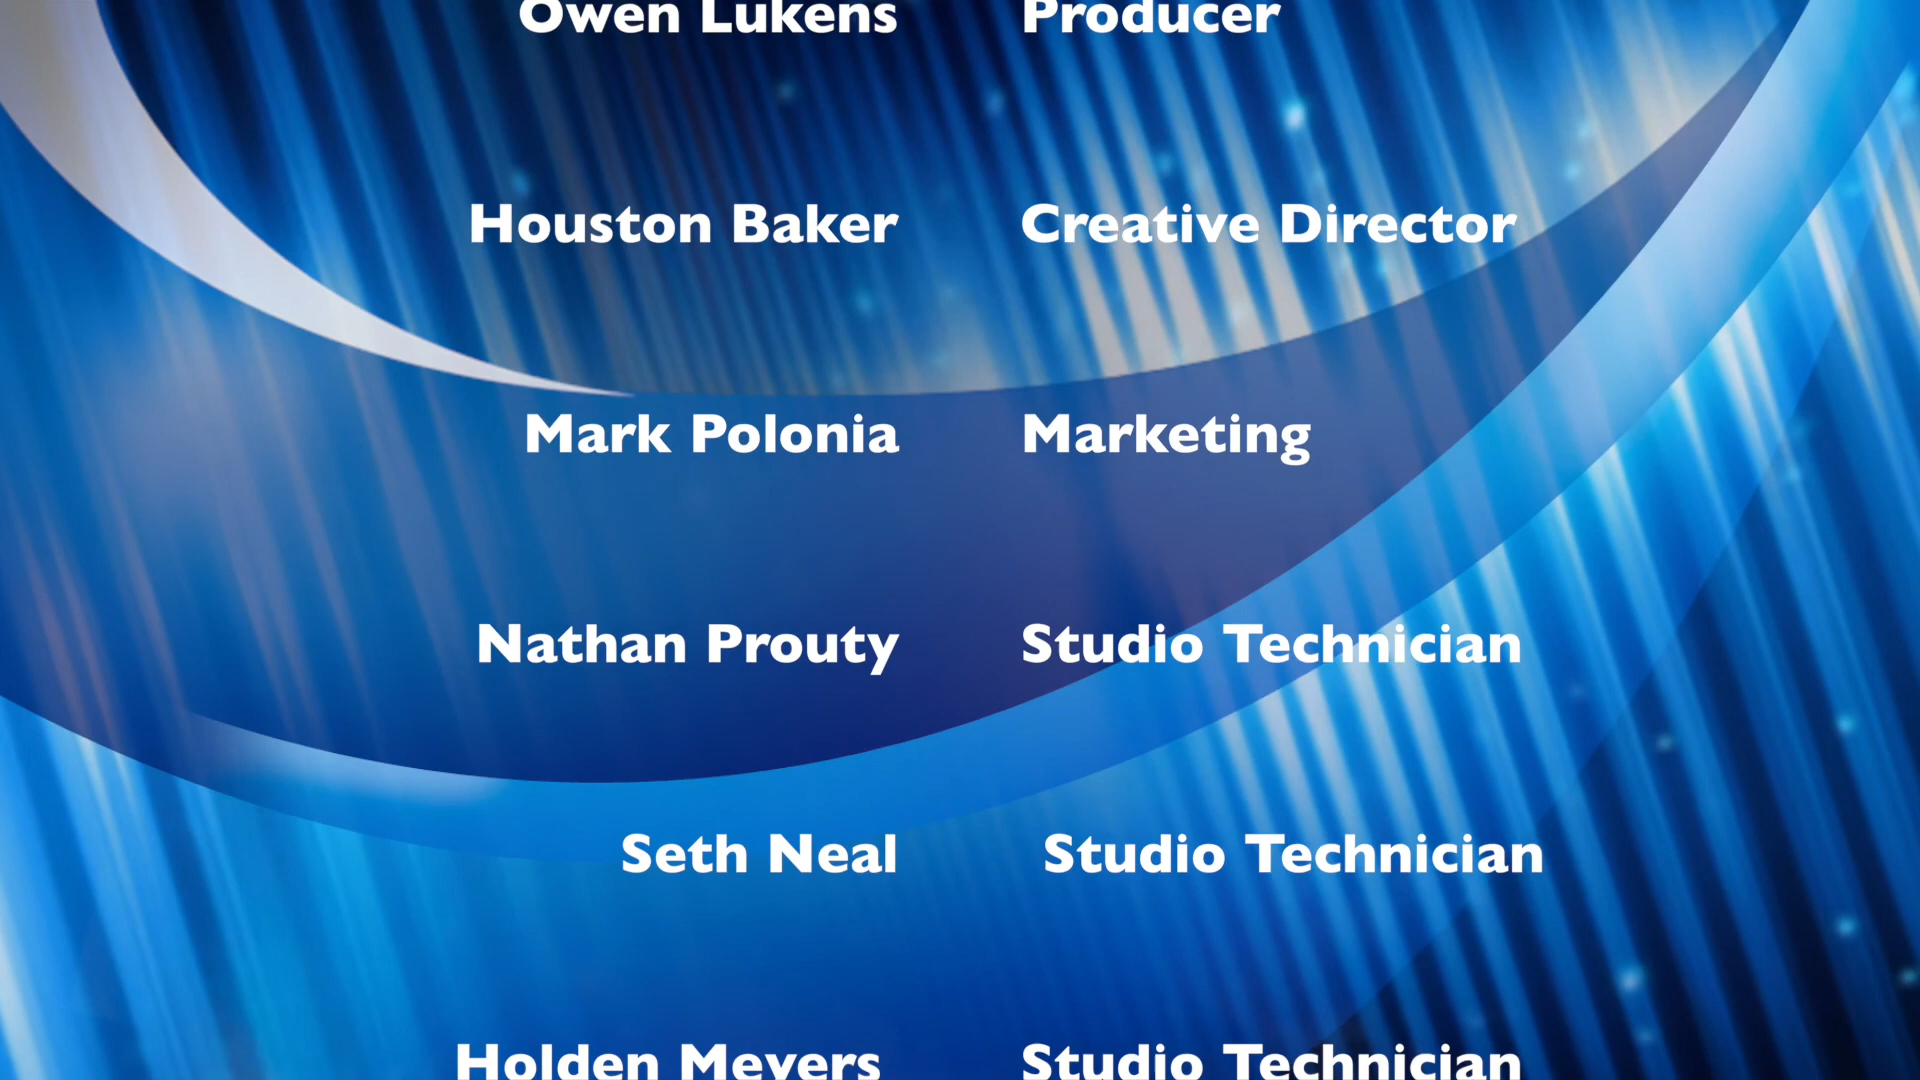 Owen Lukens Producer
Houston Baker Creative Director
Mark Polonia Marketing
Nathan Prouty Studio Technician
Seth Neal Studio Technician
Holden Meyers Studio Technician